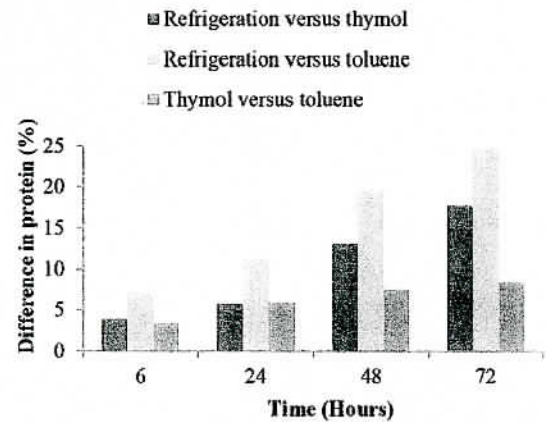 Refrigeration versus thymol
Refrigeration versus toluene
Thymol versus toluene
Difference in protein (%)
25
20
15
10
5
0
6 24 48 72
Time (Hours)